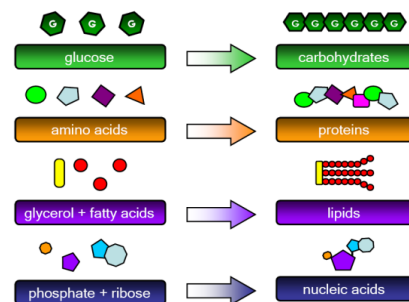 G G G
G G G G G G
glucose
carbohydrates
amino acids
proteins
glycerol + fatty acids
lipids
phosphate + ribose
nucleic acids